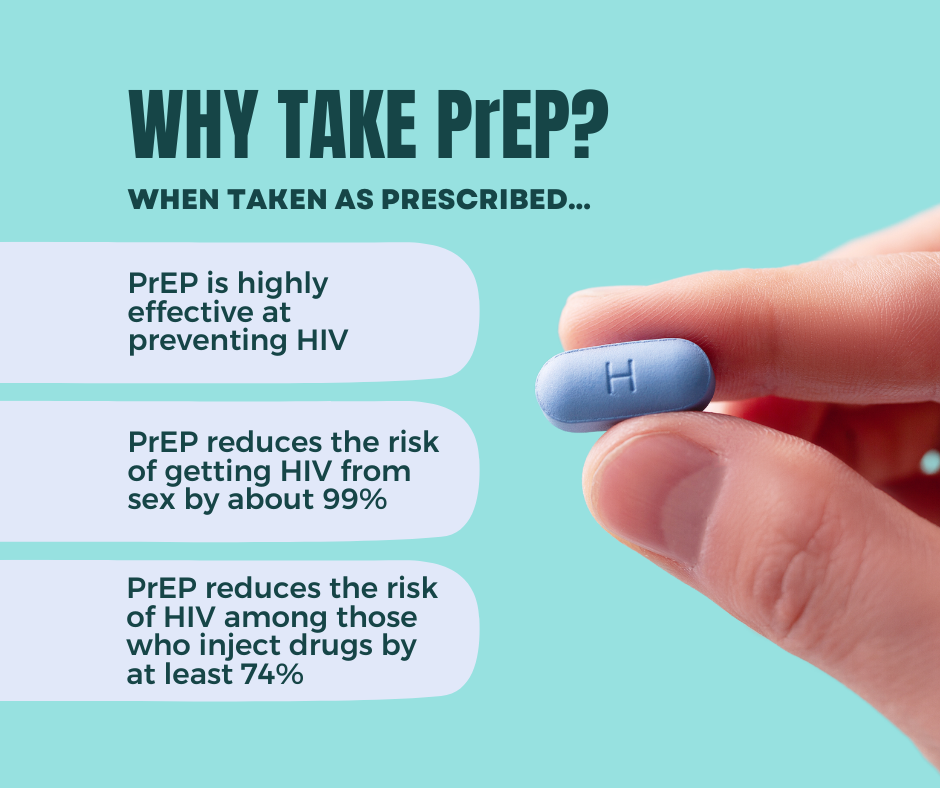 WHY TAKE PrEP?
WHEN TAKEN AS PRESCRIBED...
PrEP is highly
effective at
preventing HIV
PrEP reduces the risk
of getting HIV from
sex by about 99%
PrEP reduces the risk
of HIV among those
who inject drugs by
at least 74%
H